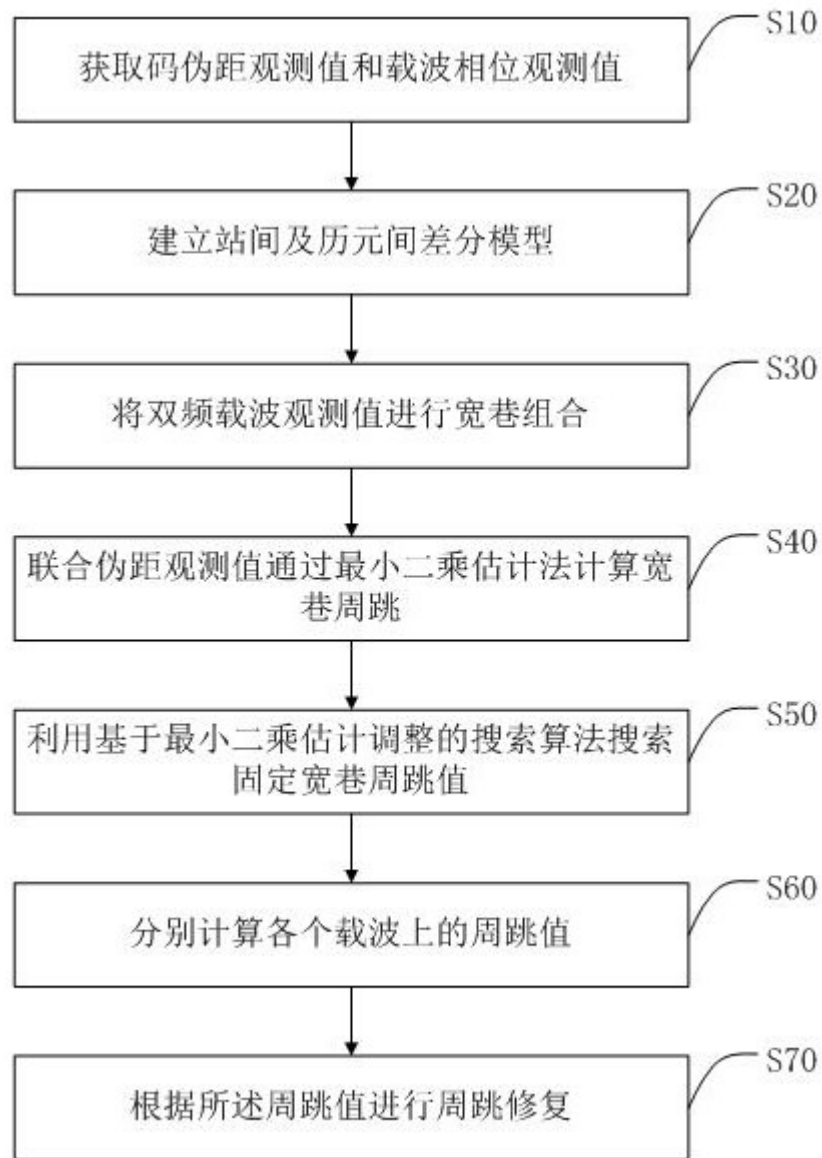 S10
获取码伪距观测值和载波相位观测值
S20
建立站间及历元间差分模型
S30
将双频载波观测值进行宽巷组合
S40
联合伪距观测值通过最小二乘估计法计算宽
巷周跳
S50
利用基于最小二乘估计调整的搜索算法搜索
固定宽巷周跳值
S60
分别计算各个载波上的周跳值
S70
根据所述周跳值进行周跳修复